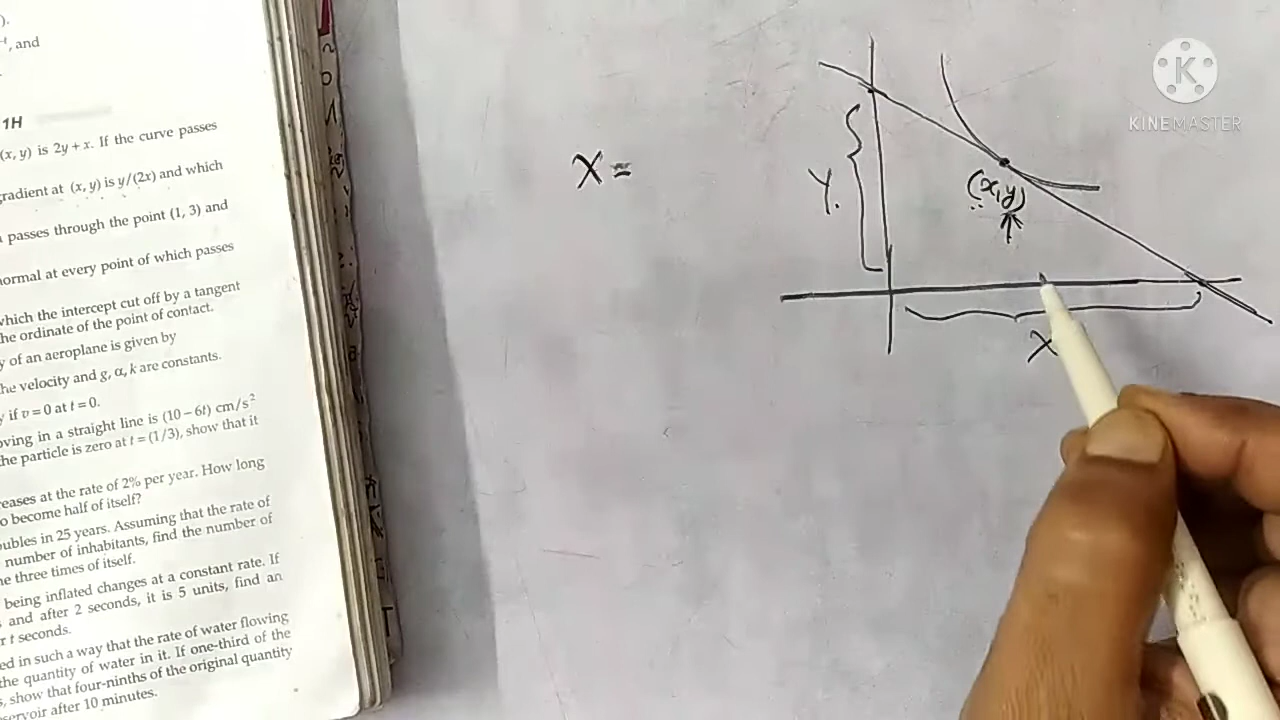 ).
, and
1H
(x, y) is 2y + x. If the curve passes
gradient at (x, y) is y/(2x) and which
passes through the point (1, 3) and
normal at every point of which passes
which the intercept cut off by a tangent
he ordinate of the point of contact.
y of an aeroplane is given by
he velocity and g, α, k are constants.
y if v = 0 at t = 0.
oving in a straight line is (10 – 6t) cm/s²
he particle is zero at t = (1/3), show that it
eases at the rate of 2% per year. How long
o become half of itself?
oubles in 25 years. Assuming that the rate of
number of inhabitants, find the number of
e three times of itself.
being inflated changes at a constant rate. If
and after 2 seconds, it is 5 units, find an
r t seconds.
ed in such a way that the rate of water flowing
the quantity of water in it. If one-third of the
s, show that four-ninths of the original quantity
servoir after 10 minutes.
X =
Y
(x, y)
X
K
KINEMASTER